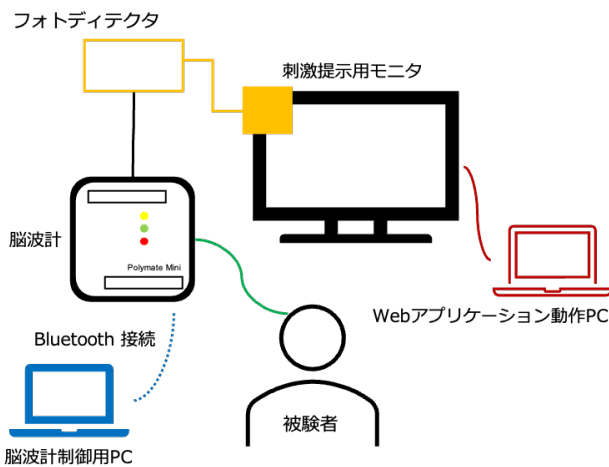 フォトディテクタ
刺激提示用モニタ
脳波計
Polymate Mini
Webアプリケーション動作PC
Bluetooth 接続
被験者
脳波計制御用PC